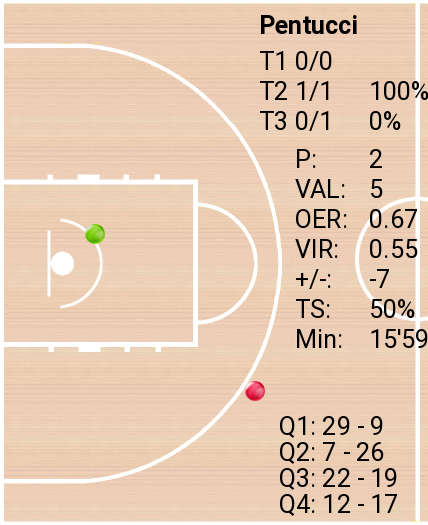 Pentucci
T1 0/0
T2 1/1 100%
T3 0/1 0%
P: 2
VAL: 5
OER: 0.67
VIR: 0.55
+/-: -7
TS: 50%
Min: 15'59
Q1: 29 - 9
Q2: 7 - 26
Q3: 22 - 19
Q4: 12 - 17